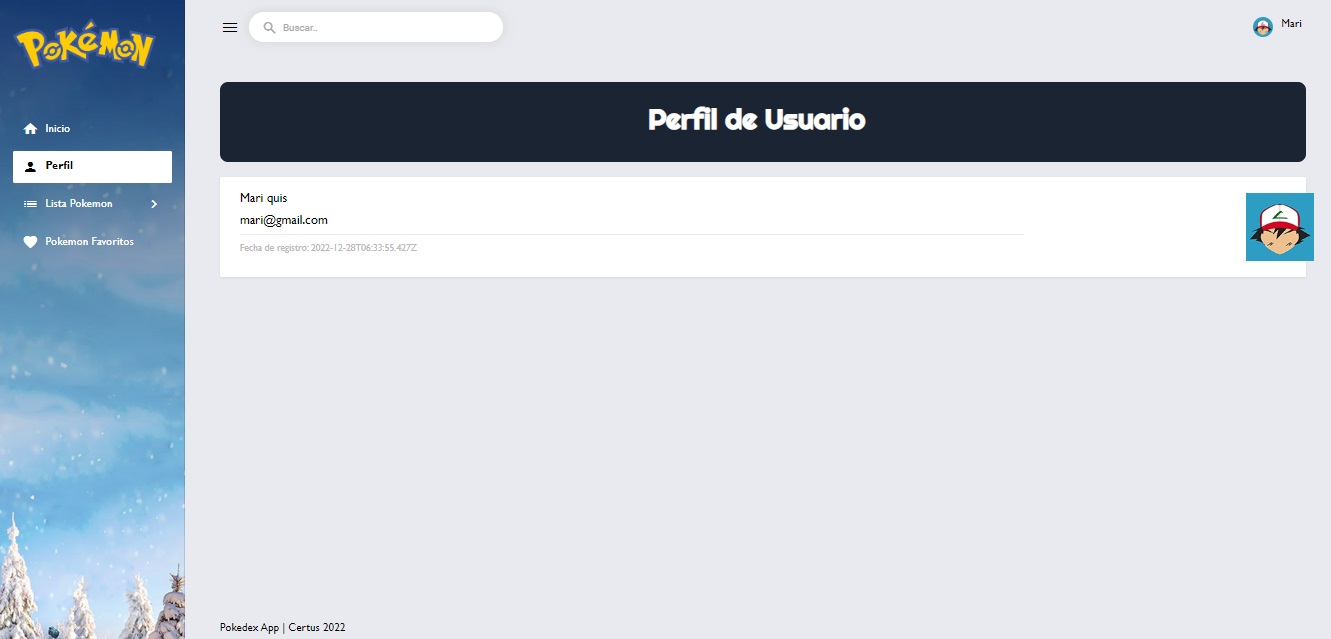 POKéMON
Buscar..
Mari
Inicio
Perfil
Lista Pokemon
Pokemon Favoritos
Perfil de Usuario
Mari quis
mari@gmail.com
Fecha de registro: 2022-12-28T06:33:55.427Z
Pokedex App | Certus 2022